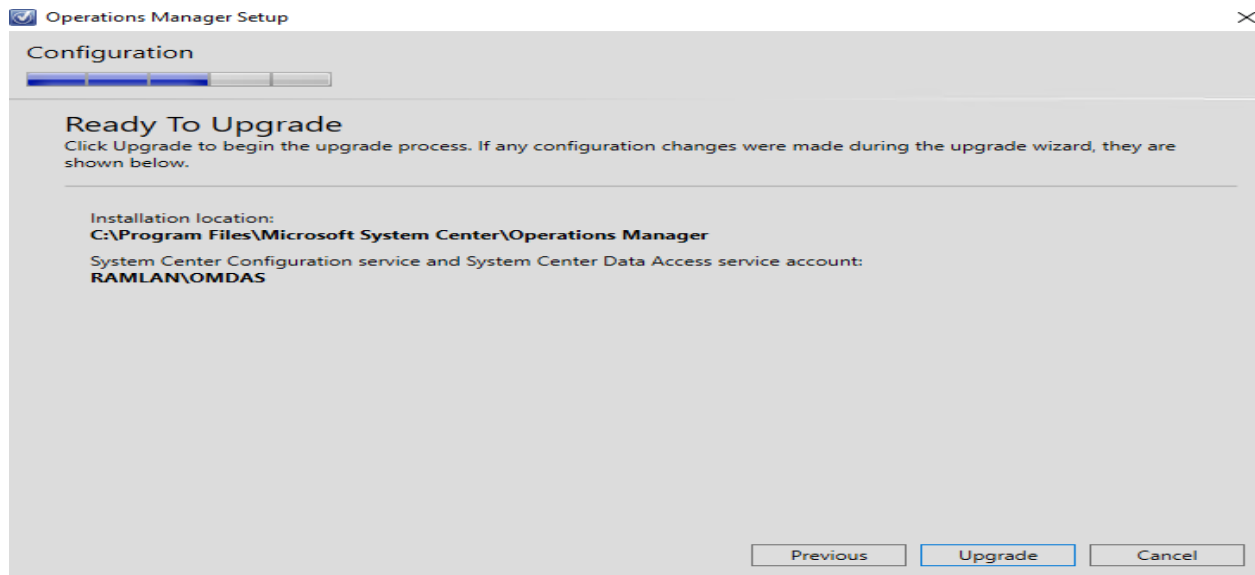 Operations Manager Setup
Configuration
Ready To Upgrade
Click Upgrade to begin the upgrade process. If any configuration changes were made during the upgrade wizard, they are
shown below.
Installation location:
C:\Program Files\Microsoft System Center\Operations Manager
System Center Configuration service and System Center Data Access service account:
RAMLAN\OMDAS
Previous Upgrade Cancel